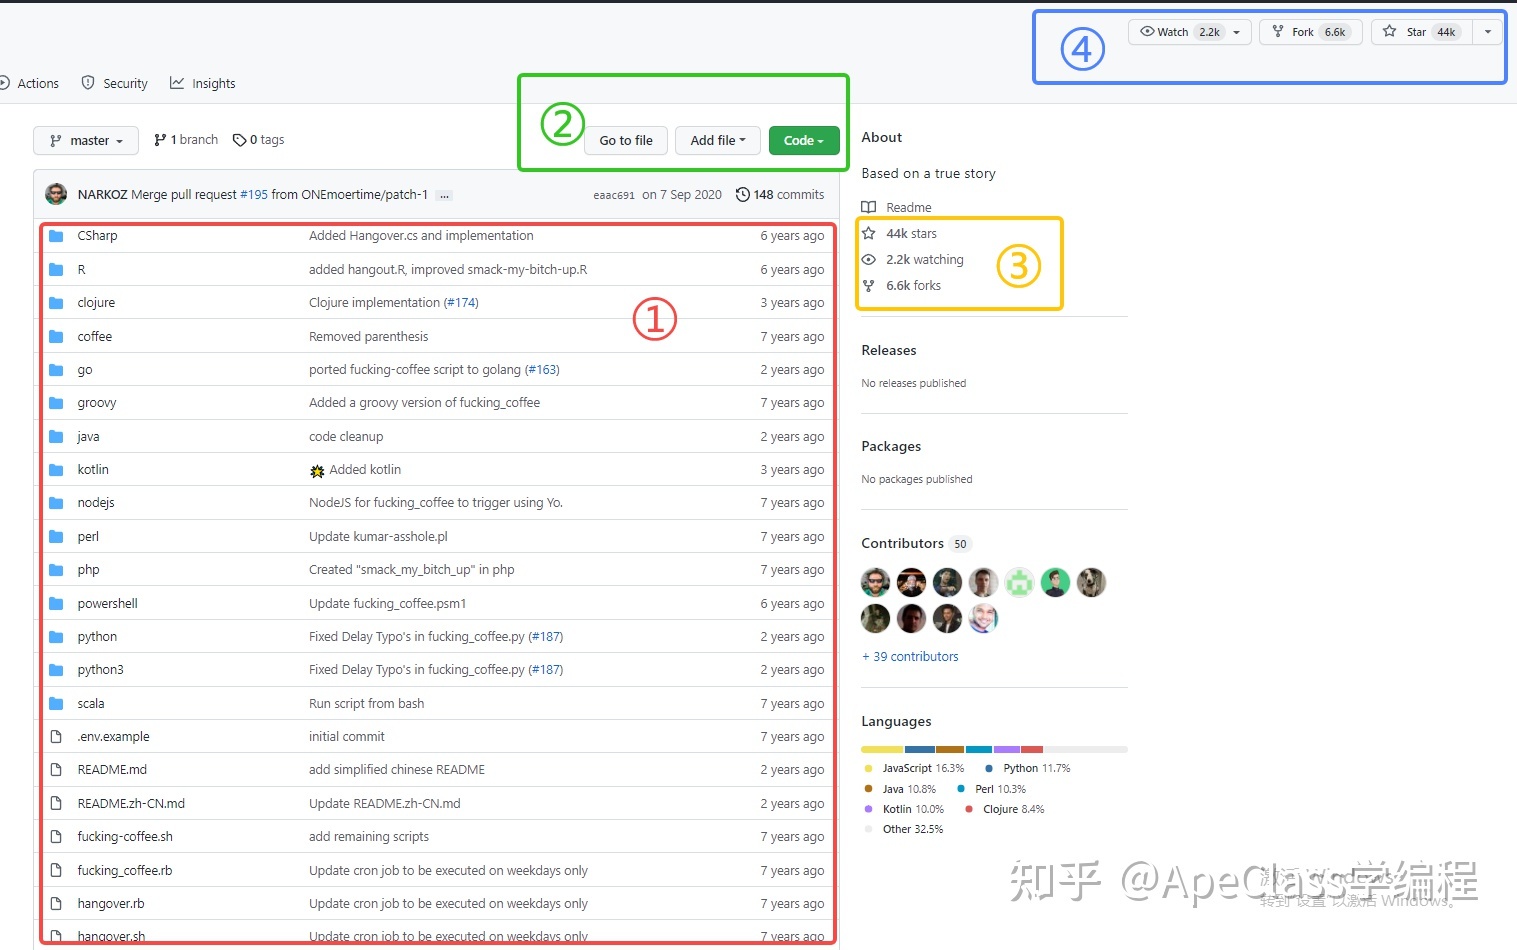 ④
Watch 2.2k
Fork 6.6k
Star 44k
Actions
Security
Insights
②
master
1 branch
0 tags
Go to file
Add file
Code
About
Based on a true story
NARKOZ Merge pull request #195 from ONEmoertime/patch-1 ...
eaac691 on 7 Sep 2020
148 commits
Readme
44k stars
2.2k watching
6.6k forks
③
①
CSharp Added Hangover.cs and implementation 6 years ago
R added hangout.R, improved smack-my-bitch-up.R 6 years ago
clojure Clojure implementation (#174) 3 years ago
coffee Removed parenthesis 7 years ago
go ported fucking-coffee script to golang (#163) 2 years ago
groovy Added a groovy version of fucking_coffee 7 years ago
java code cleanup 2 years ago
kotlin Added kotlin 3 years ago
nodejs NodeJS for fucking_coffee to trigger using Yo. 7 years ago
perl Update kumar-asshole.pl 7 years ago
php Created "smack_my_bitch_up" in php 7 years ago
powershell Update fucking_coffee.psm1 6 years ago
python Fixed Delay Typo's in fucking_coffee.py (#187) 2 years ago
python3 Fixed Delay Typo's in fucking_coffee.py (#187) 2 years ago
scala Run script from bash 7 years ago
.env.example initial commit 7 years ago
README.md add simplified chinese README 2 years ago
README.zh-CN.md Update README.zh-CN.md 2 years ago
fucking-coffee.sh add remaining scripts 7 years ago
fucking_coffee.rb Update cron job to be executed on weekdays only 7 years ago
hangover.rb Update cron job to be executed on weekdays only 7 years ago
hangover.sh Update cron job to be executed on weekdays only 7 years ago
Releases
No releases published
Packages
No packages published
Contributors 50
+ 39 contributors
Languages
JavaScript 16.3% Python 11.7%
Java 10.8% Perl 10.3%
Kotlin 10.0% Clojure 8.4%
Other 32.5%
知乎 @ApeClass学编程
激活 Windows
转到"设置"以激活 Windows。